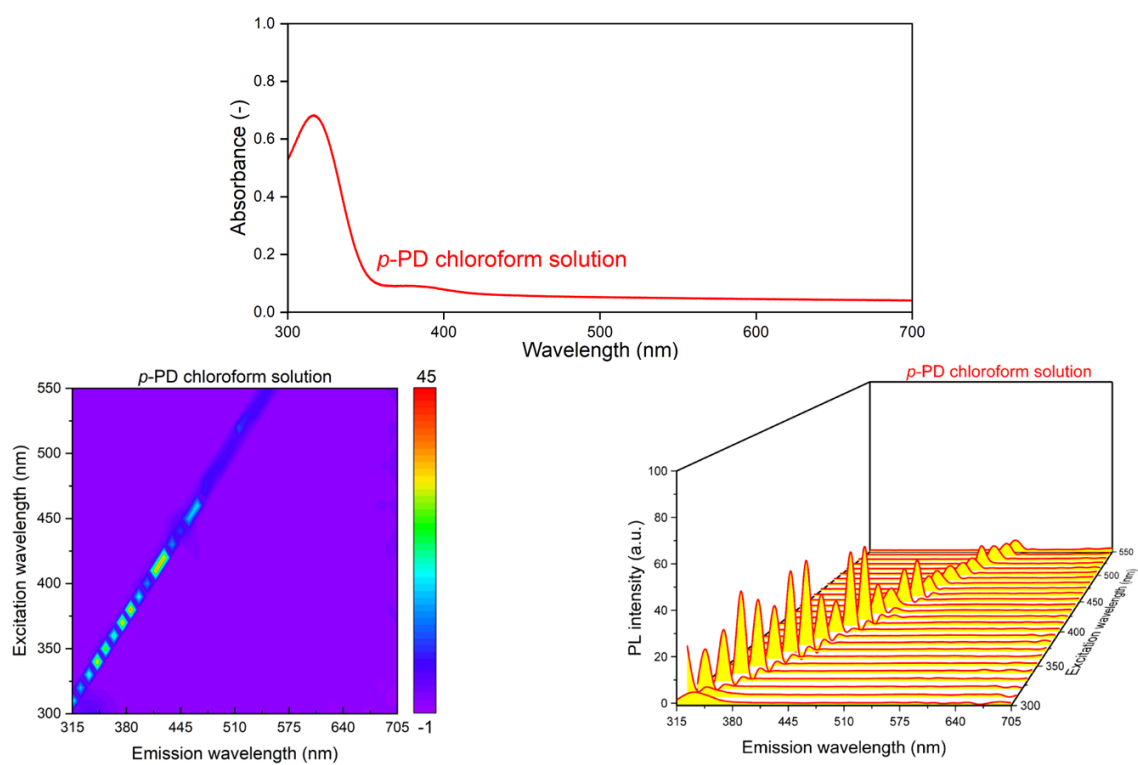 1.0
0.8
0.6
0.4
0.2
0.0
Absorbance (-)
p-PD chloroform solution
300 400 500 600 700
Wavelength (nm)
p-PD chloroform solution
550
500
450
400
350
300
Excitation wavelength (nm)
315 380 445 510 575 640 705
Emission wavelength (nm)
45
-1
p-PD chloroform solution
100
80
60
40
20
0
PL intensity (a.u.)
315 380 445 510 575 640 705
Emission wavelength (nm)
550
500
450
400
350
300
Excitation wavelength (nm)